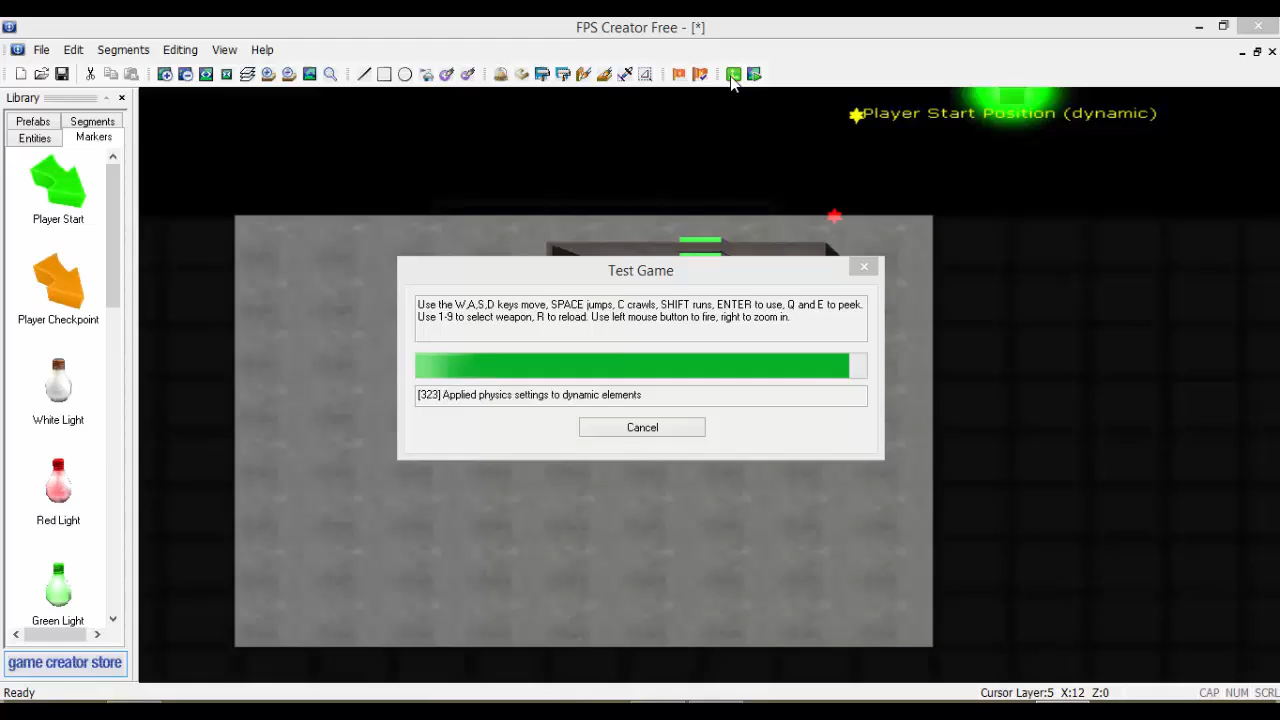 FPS Creator Free - [*]
File Edit Segments Editing View Help
Library
Prefabs Segments
Entities Markers
Player Start
Player Checkpoint
White Light
Red Light
Green Light
game creator store
Player Start Position (dynamic)
Test Game
Use the W,A,S,D keys move, SPACE jumps, C crawls, SHIFT runs, ENTER to use, Q and E to peek.
Use 1-9 to select weapon, R to reload. Use left mouse button to fire, right to zoom in.
[323] Applied physics settings to dynamic elements
Cancel
Ready Cursor Layer:5 X:12 Z:0 CAP NUM SCRL